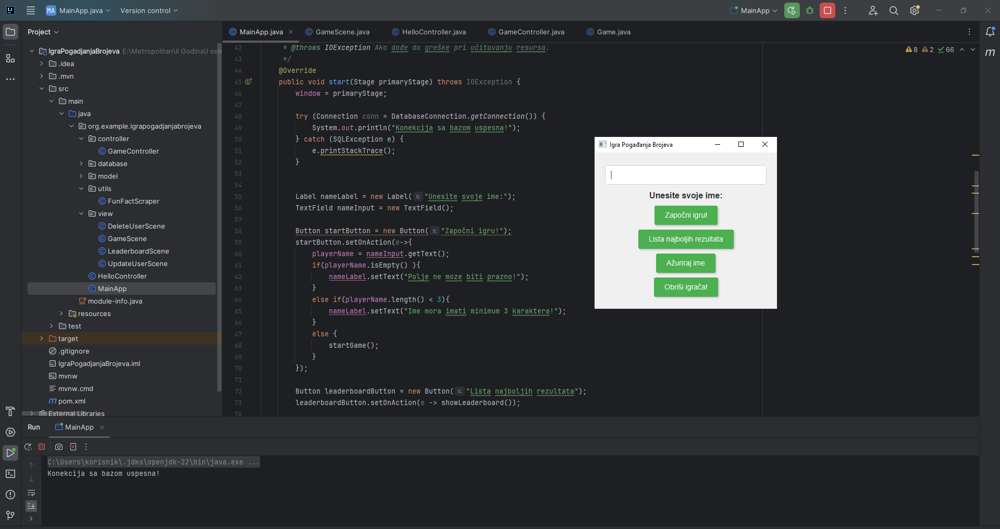 MA MainApp.java Version control MainApp
Project
IgraPogadjanjaBrojeva E:\Metropolitan\II Godina\I sem
.idea
.mvn
src
main
java
org.example.igrapogadjanjabrojeva
controller
GameController
database
model
utils
FunFactScraper
view
DeleteUserScene
GameScene
LeaderboardScene
UpdateUserScene
HelloController
MainApp
module-info.java
resources
test
target
.gitignore
IgraPogadjanjaBrojeva.iml
mvnw
mvnw.cmd
m pom.xml
External Libraries
MainApp.java GameScene.java HelloController.java GameController.java Game.java
8 2 66
42 * @throws IOException Ako dođe do greške pri učitavanju resursa.
43 */
44 @Override
45 public void start(Stage primaryStage) throws IOException {
46 window = primaryStage;
47
48 try (Connection conn = DatabaseConnection.getConnection()) {
49 System.out.println("Konekcija sa bazom uspesna!");
50 } catch (SQLException e) {
51 e.printStackTrace();
52 }
53
54
55 Label nameLabel = new Label( s: "Unesite svoje ime:");
56 TextField nameInput = new TextField();
57
58 Button startButton = new Button( s: "Započni igru!");
59 startButton.setOnAction(e->{
60 playerName = nameInput.getText();
61 if(playerName.isEmpty() ){
62 nameLabel.setText("Polje ne moze biti prazno!");
63 }
64 else if(playerName.length() < 3){
65 nameLabel.setText("Ime mora imati minimum 3 karaktera!");
66 }
67 else {
68 startGame();
69 }
70 });
71
72 Button leaderboardButton = new Button( s: "Lista najboljih rezultata");
73 leaderboardButton.setOnAction(e -> showLeaderboard());
74
Igra Pogađanja Brojeva
Unesite svoje ime:
Započni igru!
Lista najboljih rezultata
Ažuriraj ime
Obriši igrača!
m
Run MainApp
C:\Users\korisnik\.jdks\openjdk-22\bin\java.exe ...
Konekcija sa bazom uspesna!